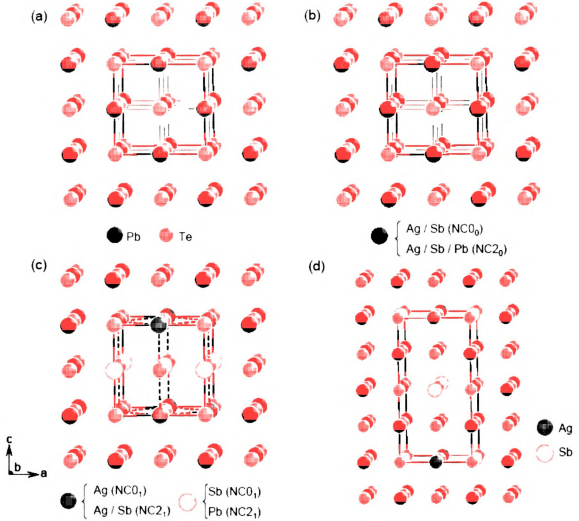 (a)
(b)
Pb Te
Ag / Sb (NC0₀)
Ag / Sb / Pb (NC2₀)
(c)
(d)
Ag
Sb
c
b a
Ag (NC0₁) Sb (NC0₁)
Ag / Sb (NC2₁) Pb (NC2₁)